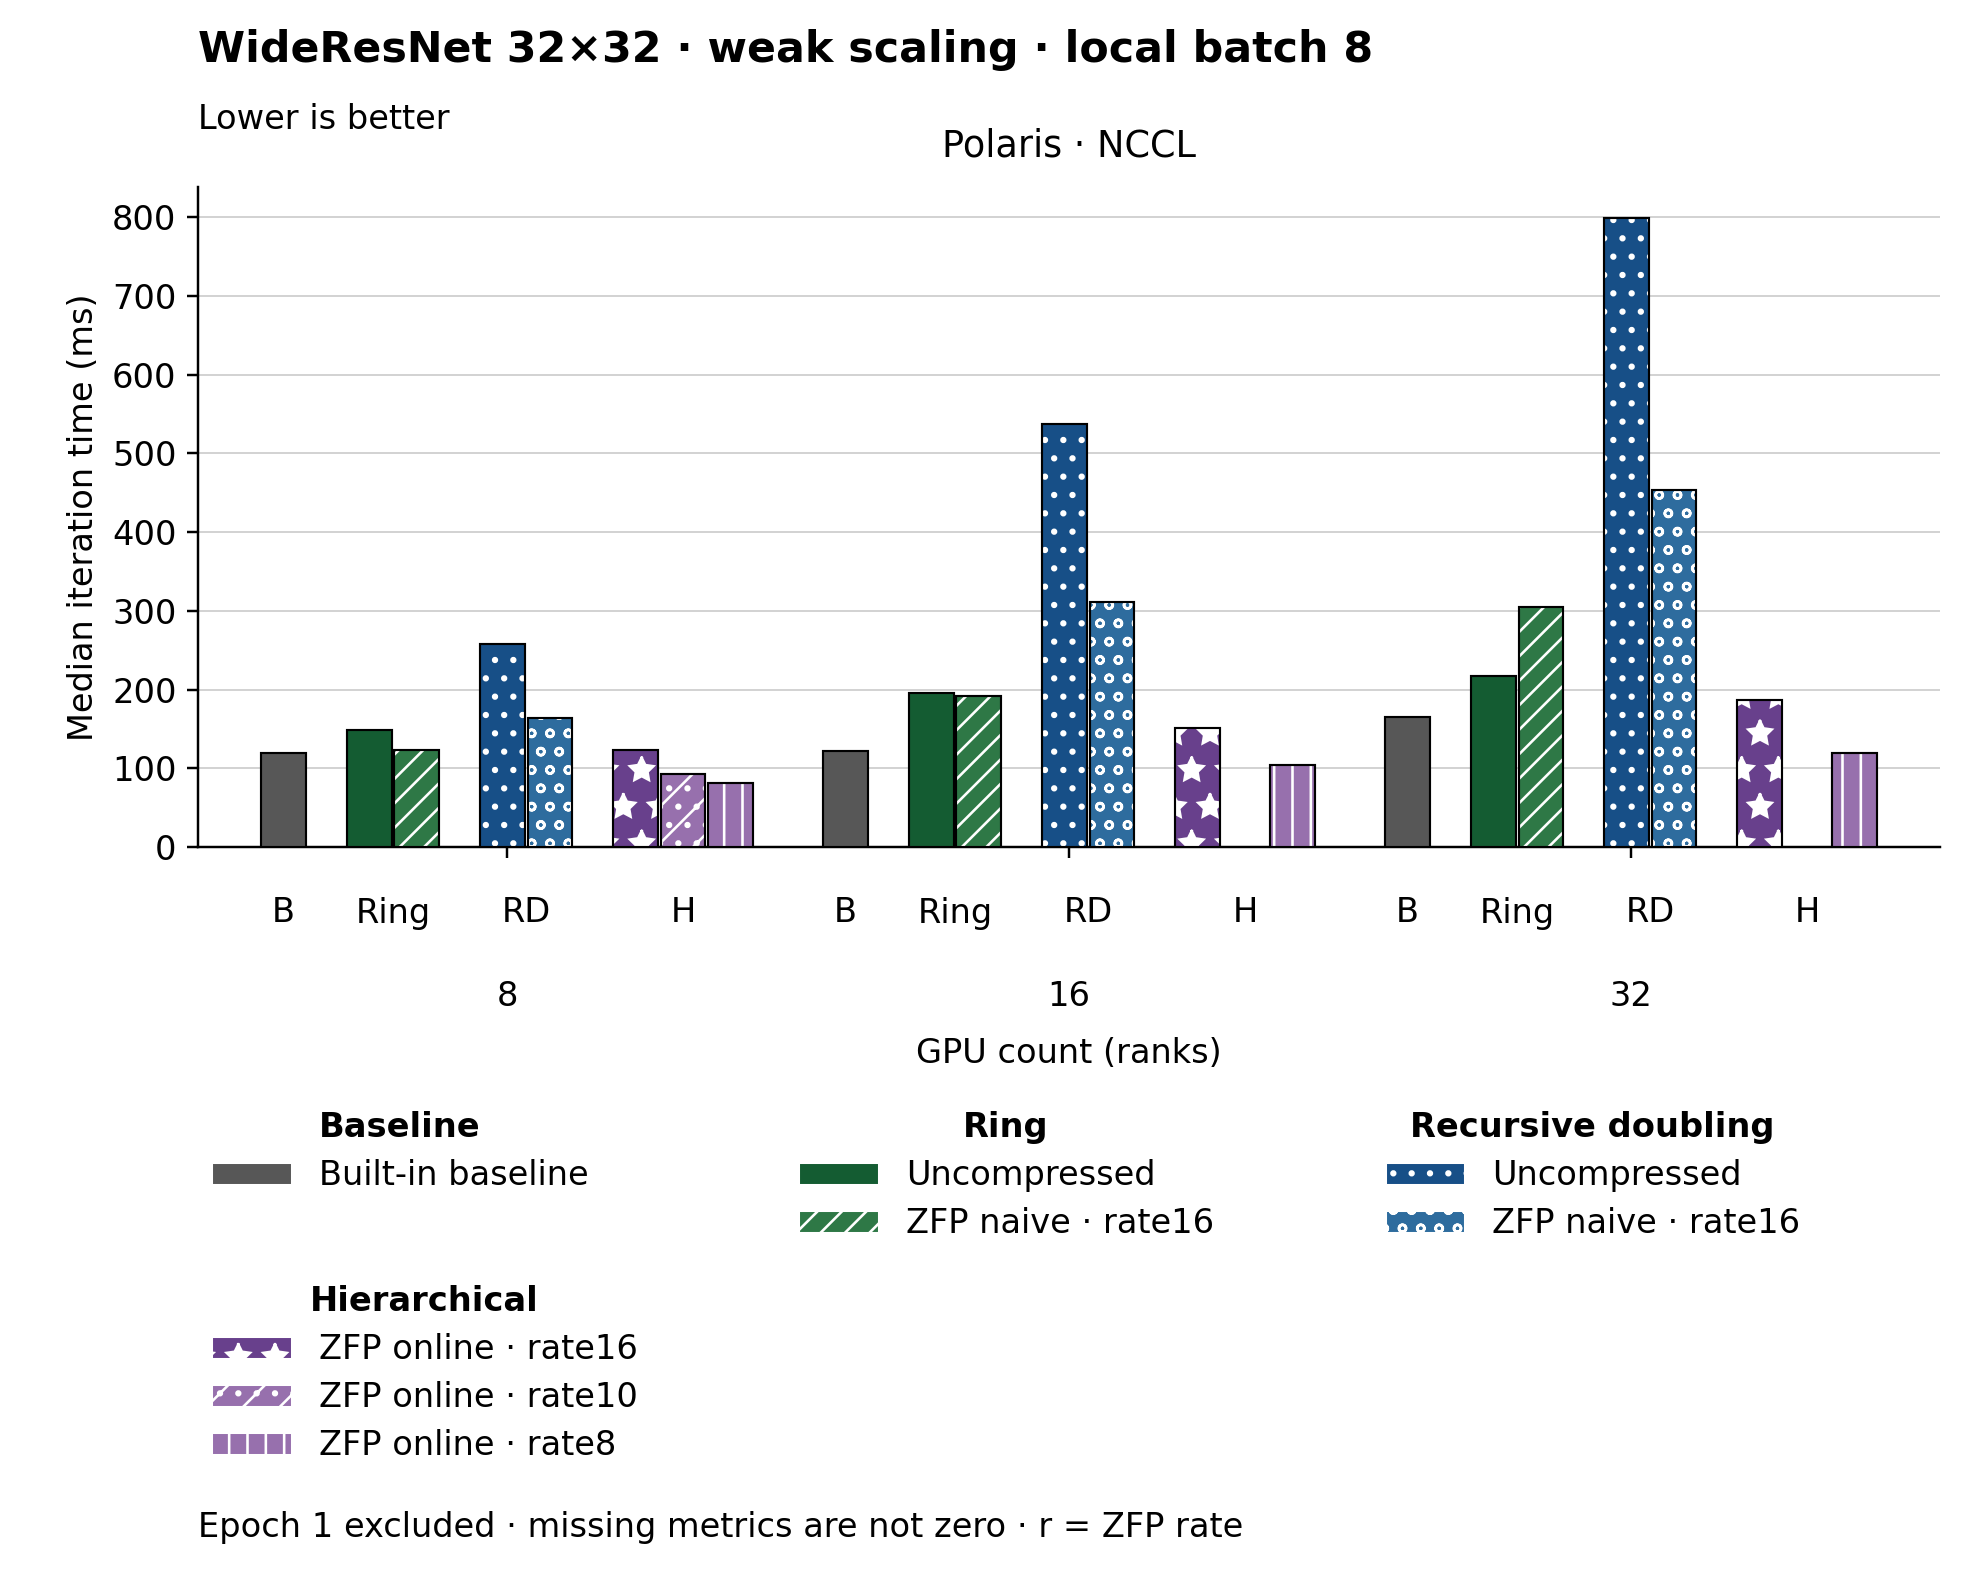 WideResNet 32×32 · weak scaling · local batch 8
Lower is better
Polaris · NCCL
Median iteration time (ms)
800
700
600
500
400
300
200
100
0
B Ring RD H B Ring RD H B Ring RD H
8 16 32
GPU count (ranks)
Baseline
Built-in baseline
Ring
Uncompressed
ZFP naive · rate16
Recursive doubling
Uncompressed
ZFP naive · rate16
Hierarchical
ZFP online · rate16
ZFP online · rate10
ZFP online · rate8
Epoch 1 excluded · missing metrics are not zero · r = ZFP rate